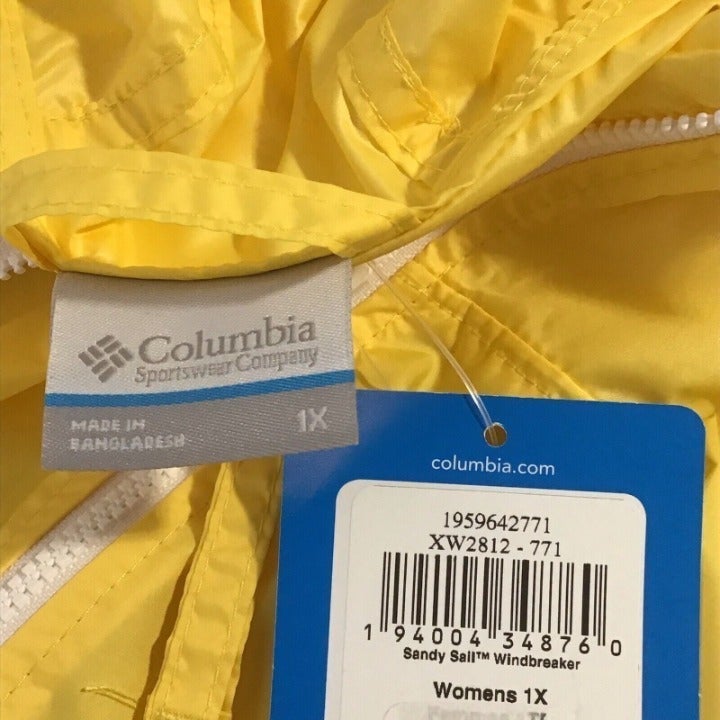 Columbia
Sportswear Company
MADE IN
BANGLADESH
1X
columbia.com
1959642771
XW2812 - 771
1 94004 34876 0
Sandy Sail™ Windbreaker
Womens 1X